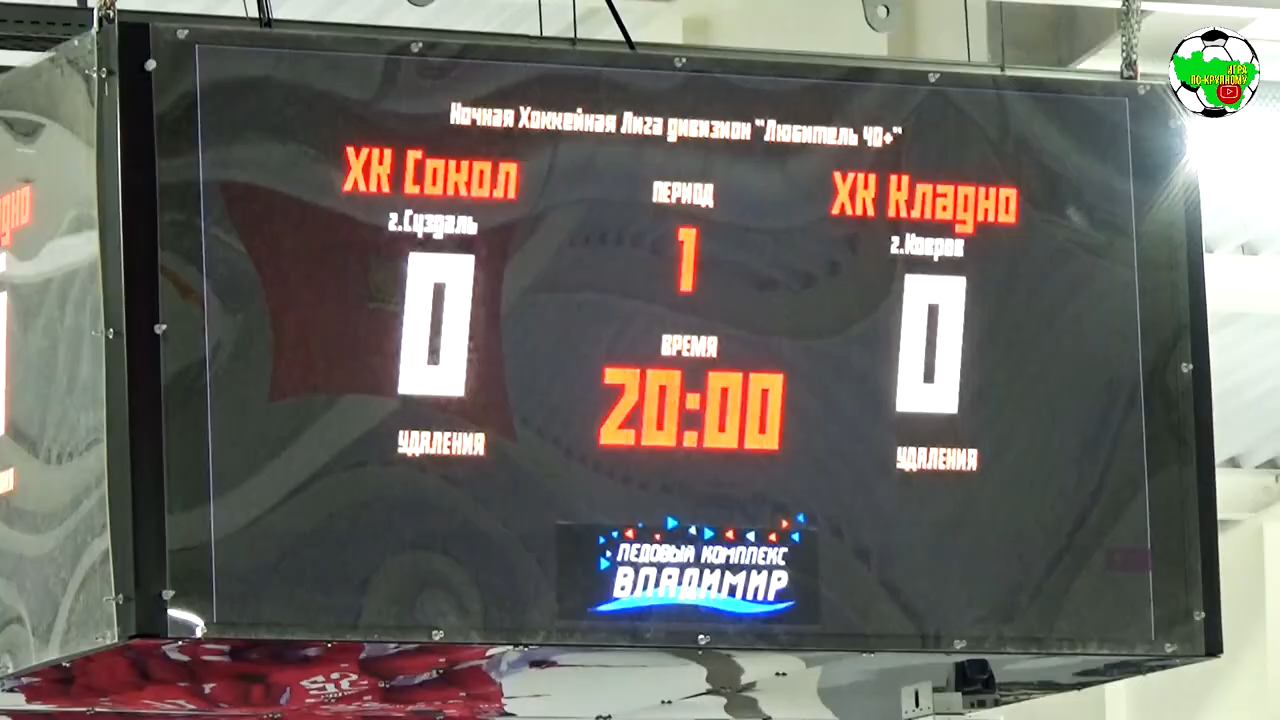 ИГРА
ПО-КРУПНОМУ
Ночная Хоккейная Лига дивизион "Любитель 40+"
ХК Сокол
г.Суздаль
0
УДАЛЕНИЯ
ПЕРИОД
1
ВРЕМЯ
20:00
ХК Кладно
г.Ковров
0
УДАЛЕНИЯ
ЛЕДОВЫЙ КОМПЛЕКС
ВЛАДИМИР